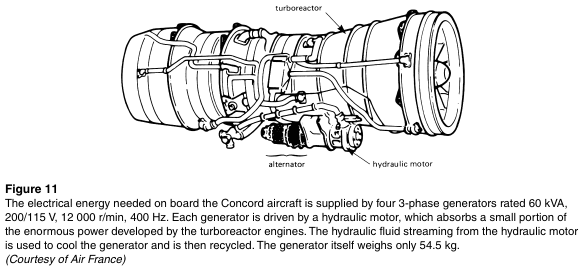 turboreactor
alternator
hydraulic motor
Figure 11
The electrical energy needed on board the Concord aircraft is supplied by four 3-phase generators rated 60 kVA,
200/115 V, 12 000 r/min, 400 Hz. Each generator is driven by a hydraulic motor, which absorbs a small portion of
the enormous power developed by the turboreactor engines. The hydraulic fluid streaming from the hydraulic motor
is used to cool the generator and is then recycled. The generator itself weighs only 54.5 kg.
(Courtesy of Air France)